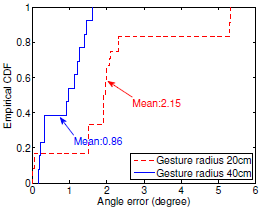 1
0.8
0.6
0.4
0.2
0
Empirical CDF
Mean:2.15
Mean:0.86
Gesture radius 20cm
Gesture radius 40cm
0 1 2 3 4 5 6
Angle error (degree)